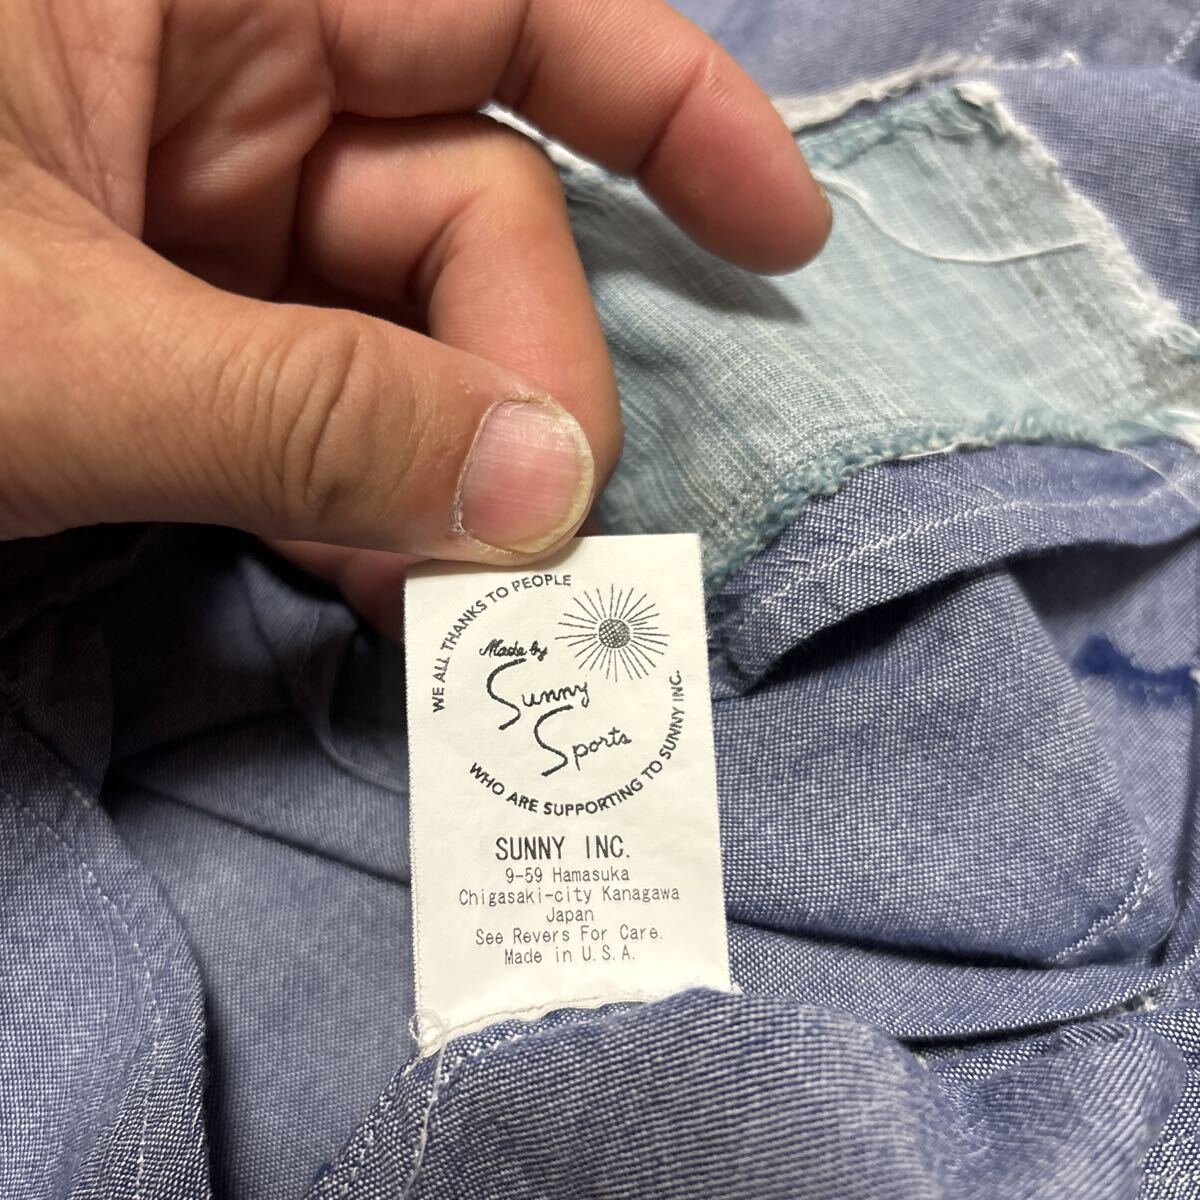 WE ALL THANKS TO PEOPLE
WHO ARE SUPPORTING TO SUNNY INC.
Made by
Sunny
Sports
SUNNY INC.
9-59 Hamasuka
Chigasaki-city Kanagawa
Japan
See Revers For Care.
Made in U.S.A.